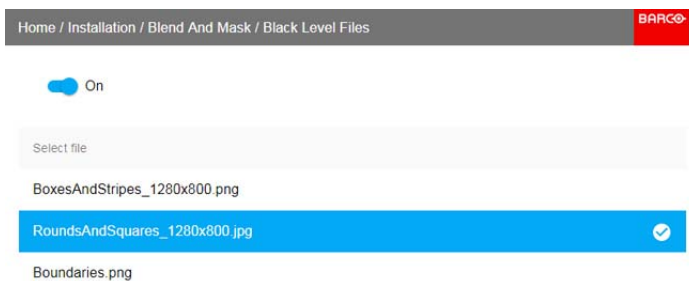 Home / Installation / Blend And Mask / Black Level Files
BARCO
On
Select file
BoxesAndStripes_1280x800.png
RoundsAndSquares_1280x800.jpg
Boundaries.png